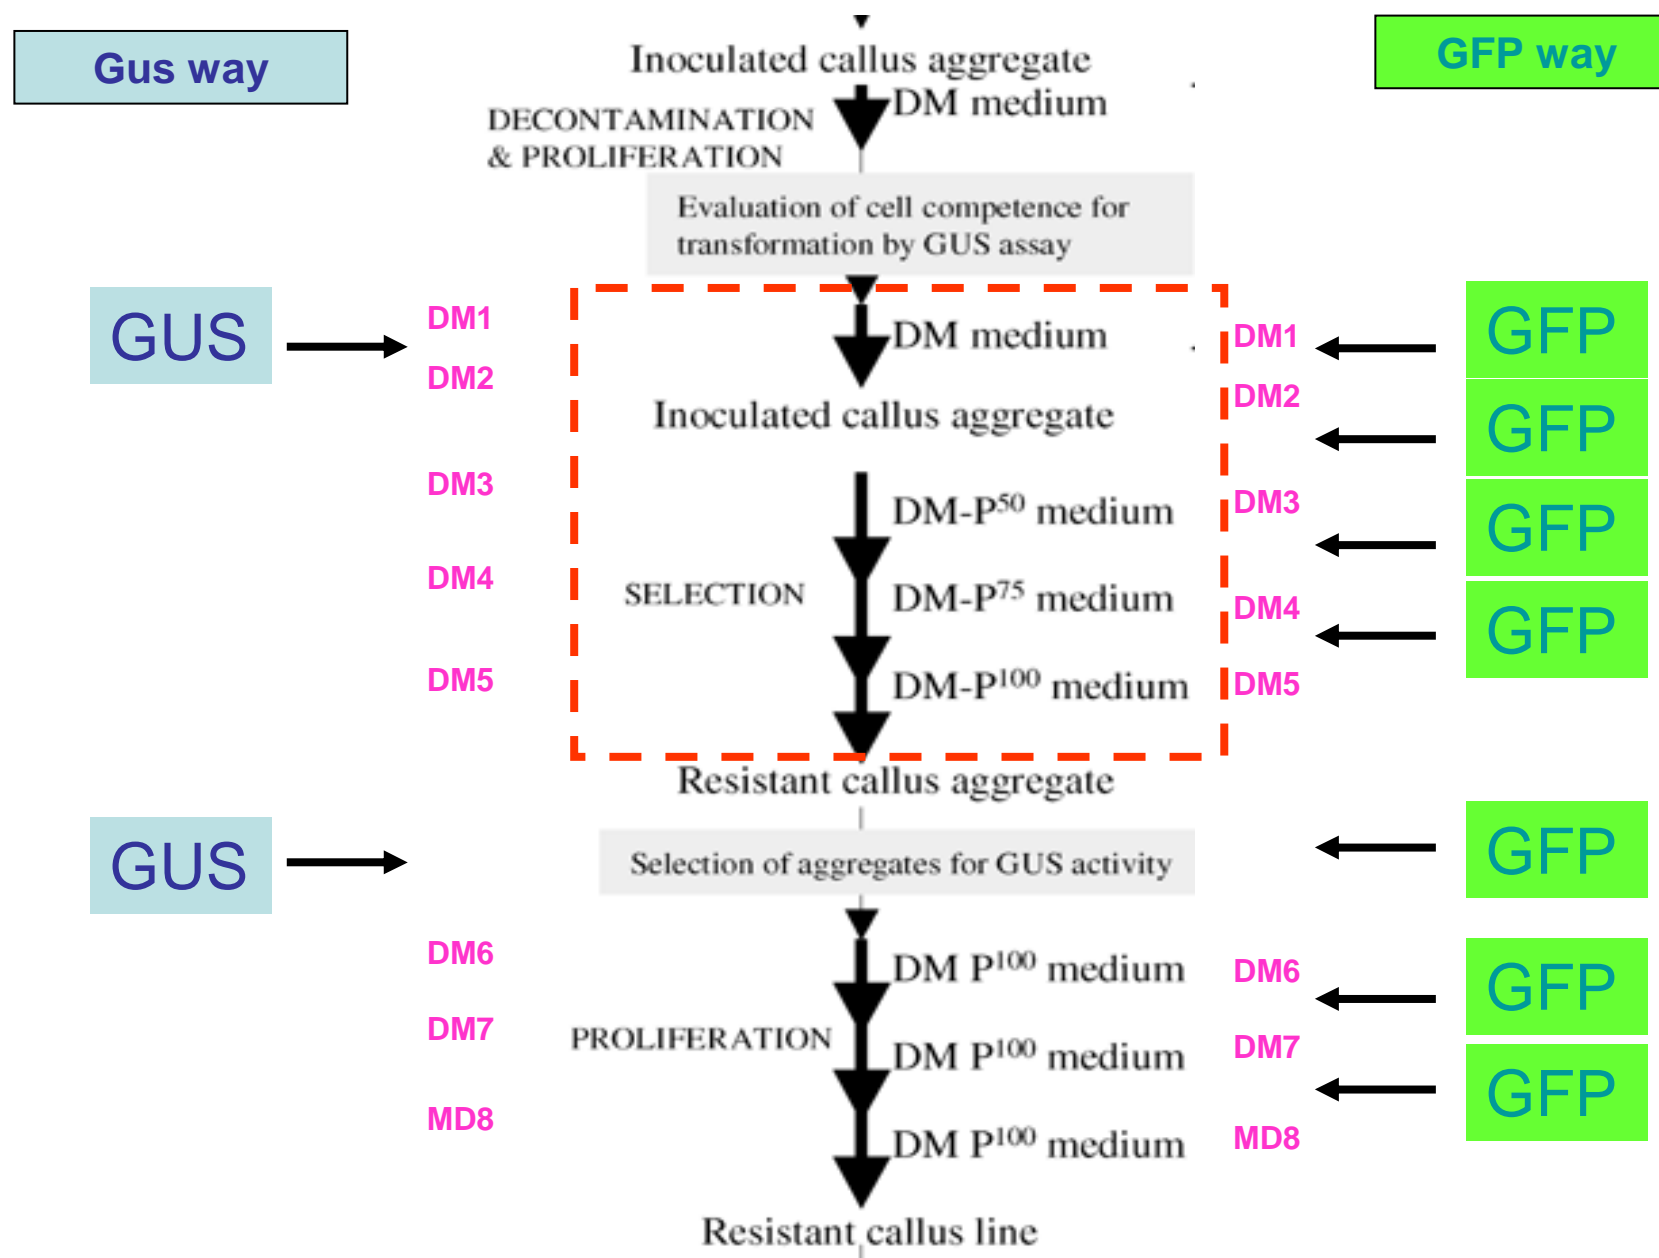 Gus way
GFP way
Inoculated callus aggregate
DM medium
DECONTAMINATION
& PROLIFERATION
Evaluation of cell competence for
transformation by GUS assay
GUS
DM1
DM medium
DM1
GFP
DM2
DM2
Inoculated callus aggregate
GFP
DM3
DM-P⁵⁰ medium
DM3
GFP
DM4
SELECTION
DM-P⁷⁵ medium
DM4
GFP
DM5
DM-P¹⁰⁰ medium
DM5
Resistant callus aggregate
GUS
Selection of aggregates for GUS activity
GFP
DM6
DM P¹⁰⁰ medium
DM6
GFP
DM7
PROLIFERATION
DM P¹⁰⁰ medium
DM7
GFP
MD8
DM P¹⁰⁰ medium
MD8
Resistant callus line